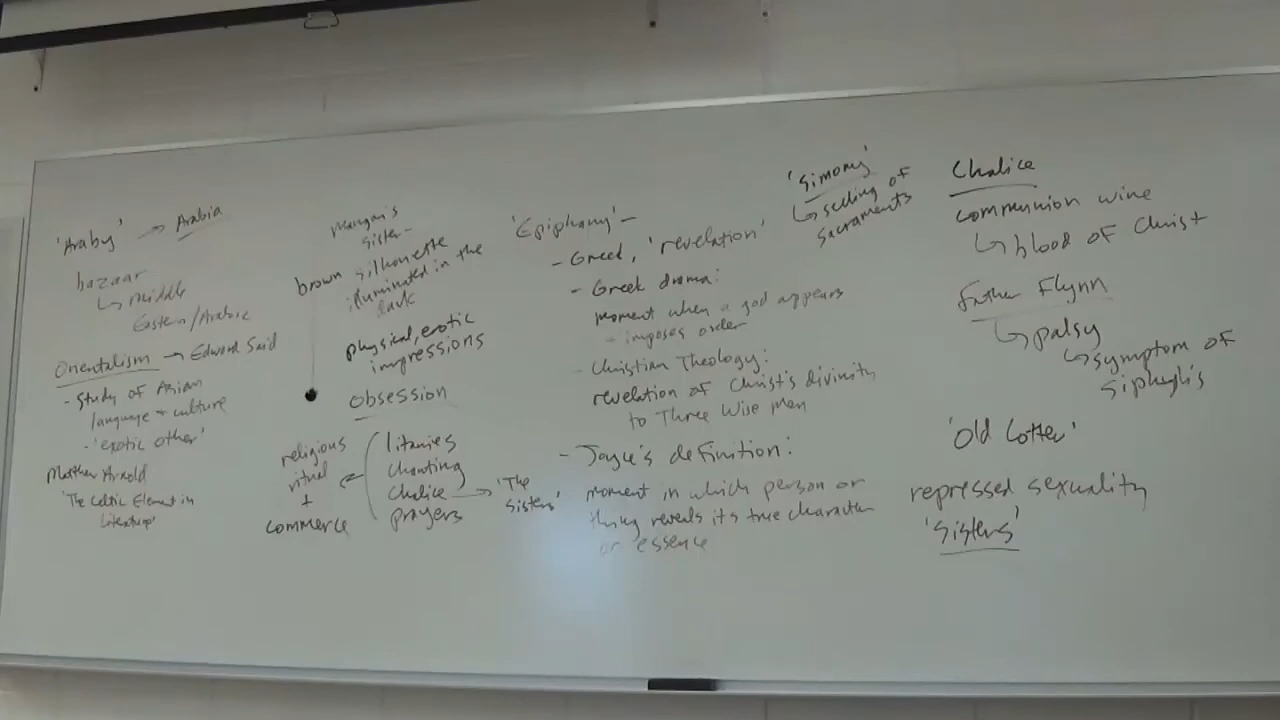 'Araby' → Arabia
bazaar
↳ Middle
Eastern/Arabic
Orientalism → Edward Said
- Study of Asian
language + culture
- 'exotic other'
Matthew Arnold
'The Celtic Element in
Literature'
Mangan's
sister -
brown silhouette
illuminated in the
dark
physical, erotic
impressions
obsession
religious
ritual
+
commerce
litanies
chanting
chalice → 'The
Sisters'
prayers
'Epiphany' -
- Greek, 'revelation'
- Greek drama:
moment when a god appears
+ imposes order
- Christian Theology:
revelation of Christ's divinity
to Three Wise Men
- Joyce's definition:
moment in which person or
thing reveals its true character
or essence
'Simony'
↳ selling of
sacraments
Chalice
communion wine
↳ blood of Christ
Father Flynn
↳ palsy
↳ symptom of
siphylis
'Old Cotter'
repressed sexuality
'Sisters'